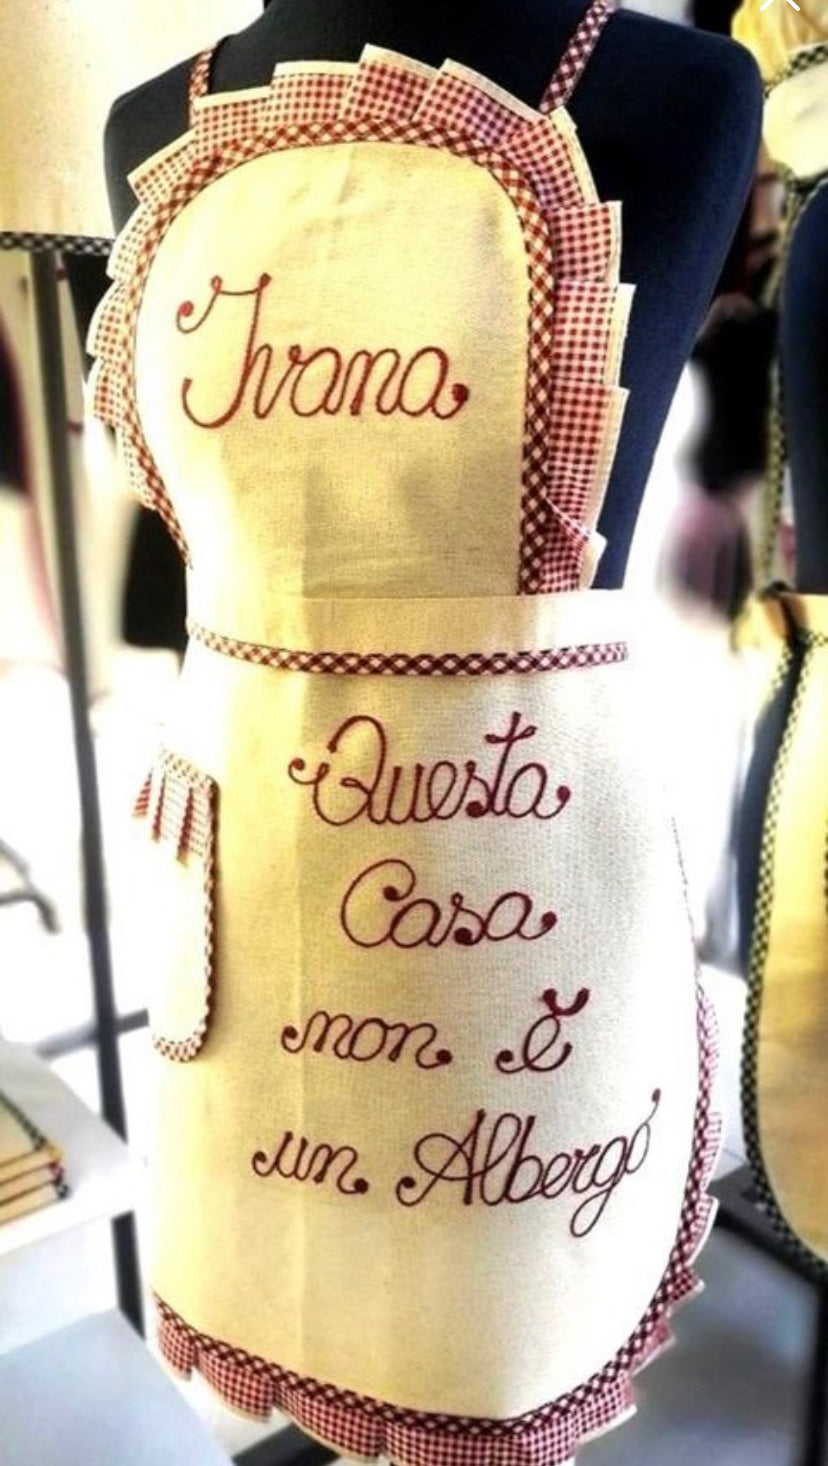 Ivana
Questa
Casa
non è
un Albergo